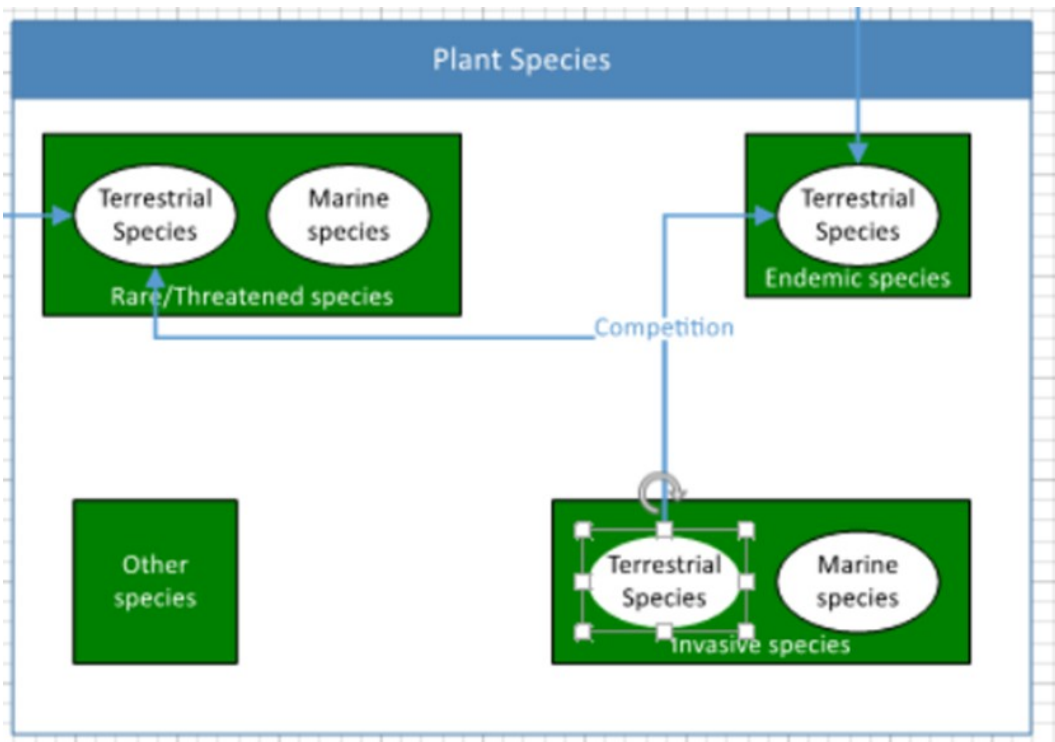 Plant Species
Terrestrial
Species
Marine
species
Rare/Threatened species
Terrestrial
Species
Endemic species
Competition
Other
species
Terrestrial
Species
Marine
species
Invasive species